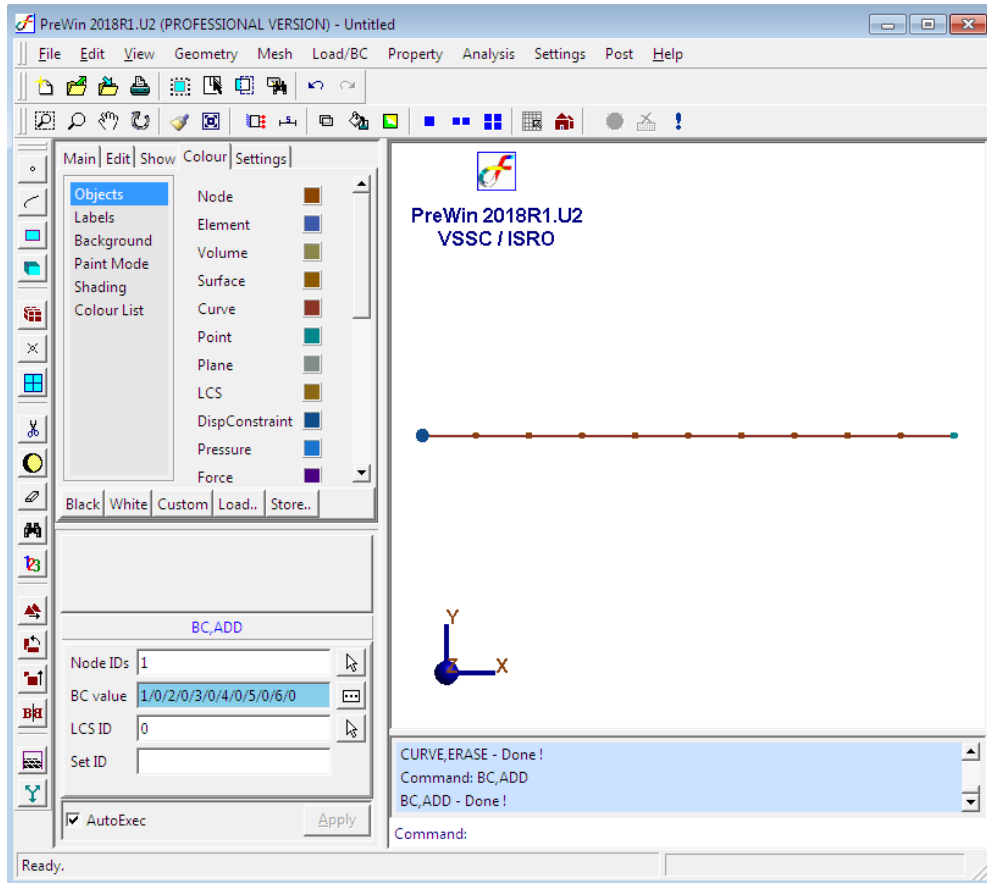 PreWin 2018R1.U2 (PROFESSIONAL VERSION) - Untitled
File Edit View Geometry Mesh Load/BC Property Analysis Settings Post Help
Main Edit Show Colour Settings
Objects
Labels
Background
Paint Mode
Shading
Colour List
Node
Element
Volume
Surface
Curve
Point
Plane
LCS
DispConstraint
Pressure
Force
Black White Custom Load.. Store..
BC,ADD
Node IDs 1
BC value 1/0/2/0/3/0/4/0/5/0/6/0
LCS ID 0
Set ID
AutoExec Apply
PreWin 2018R1.U2
VSSC / ISRO
Y
Z X
CURVE,ERASE - Done !
Command: BC,ADD
BC,ADD - Done !
Command:
Ready.
123
B|B